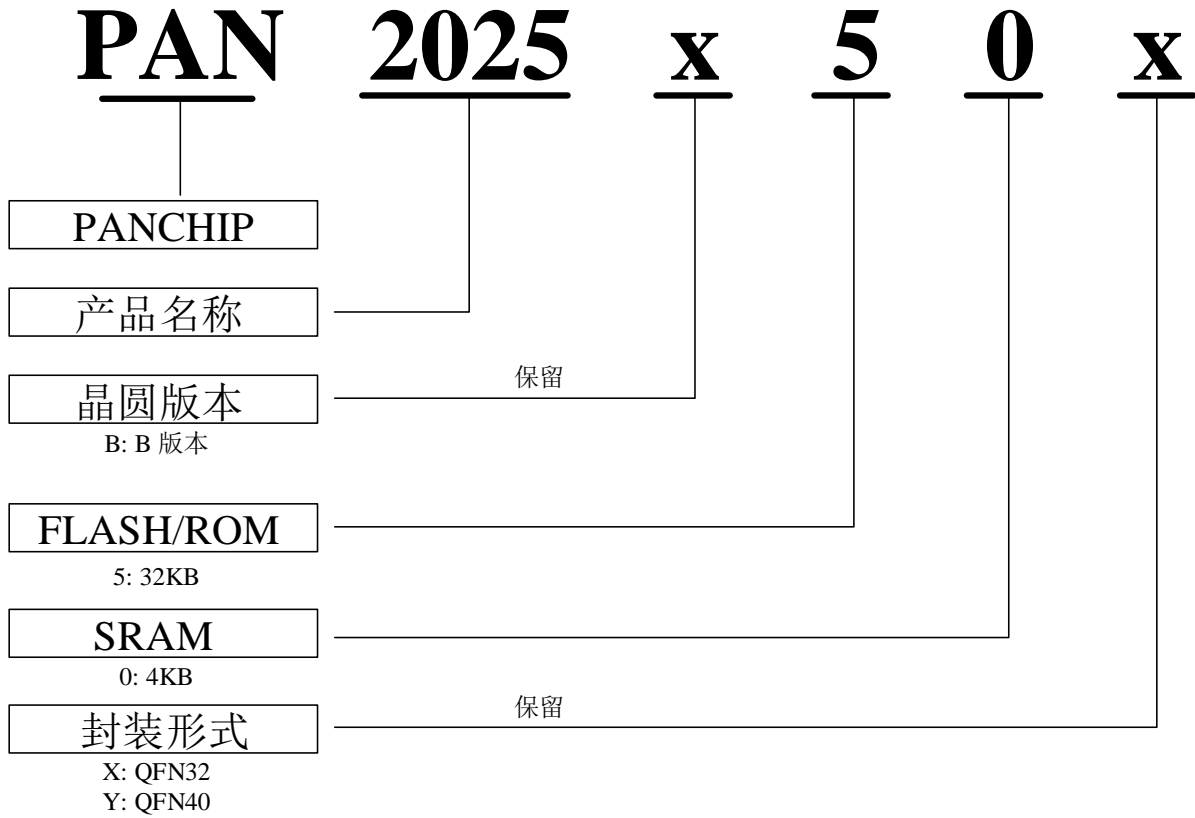 PAN 2025 x 5 0 x
PANCHIP
产品名称
保留
晶圆版本
B: B 版本
FLASH/ROM
5: 32KB
SRAM
0: 4KB
保留
封装形式
X: QFN32
Y: QFN40